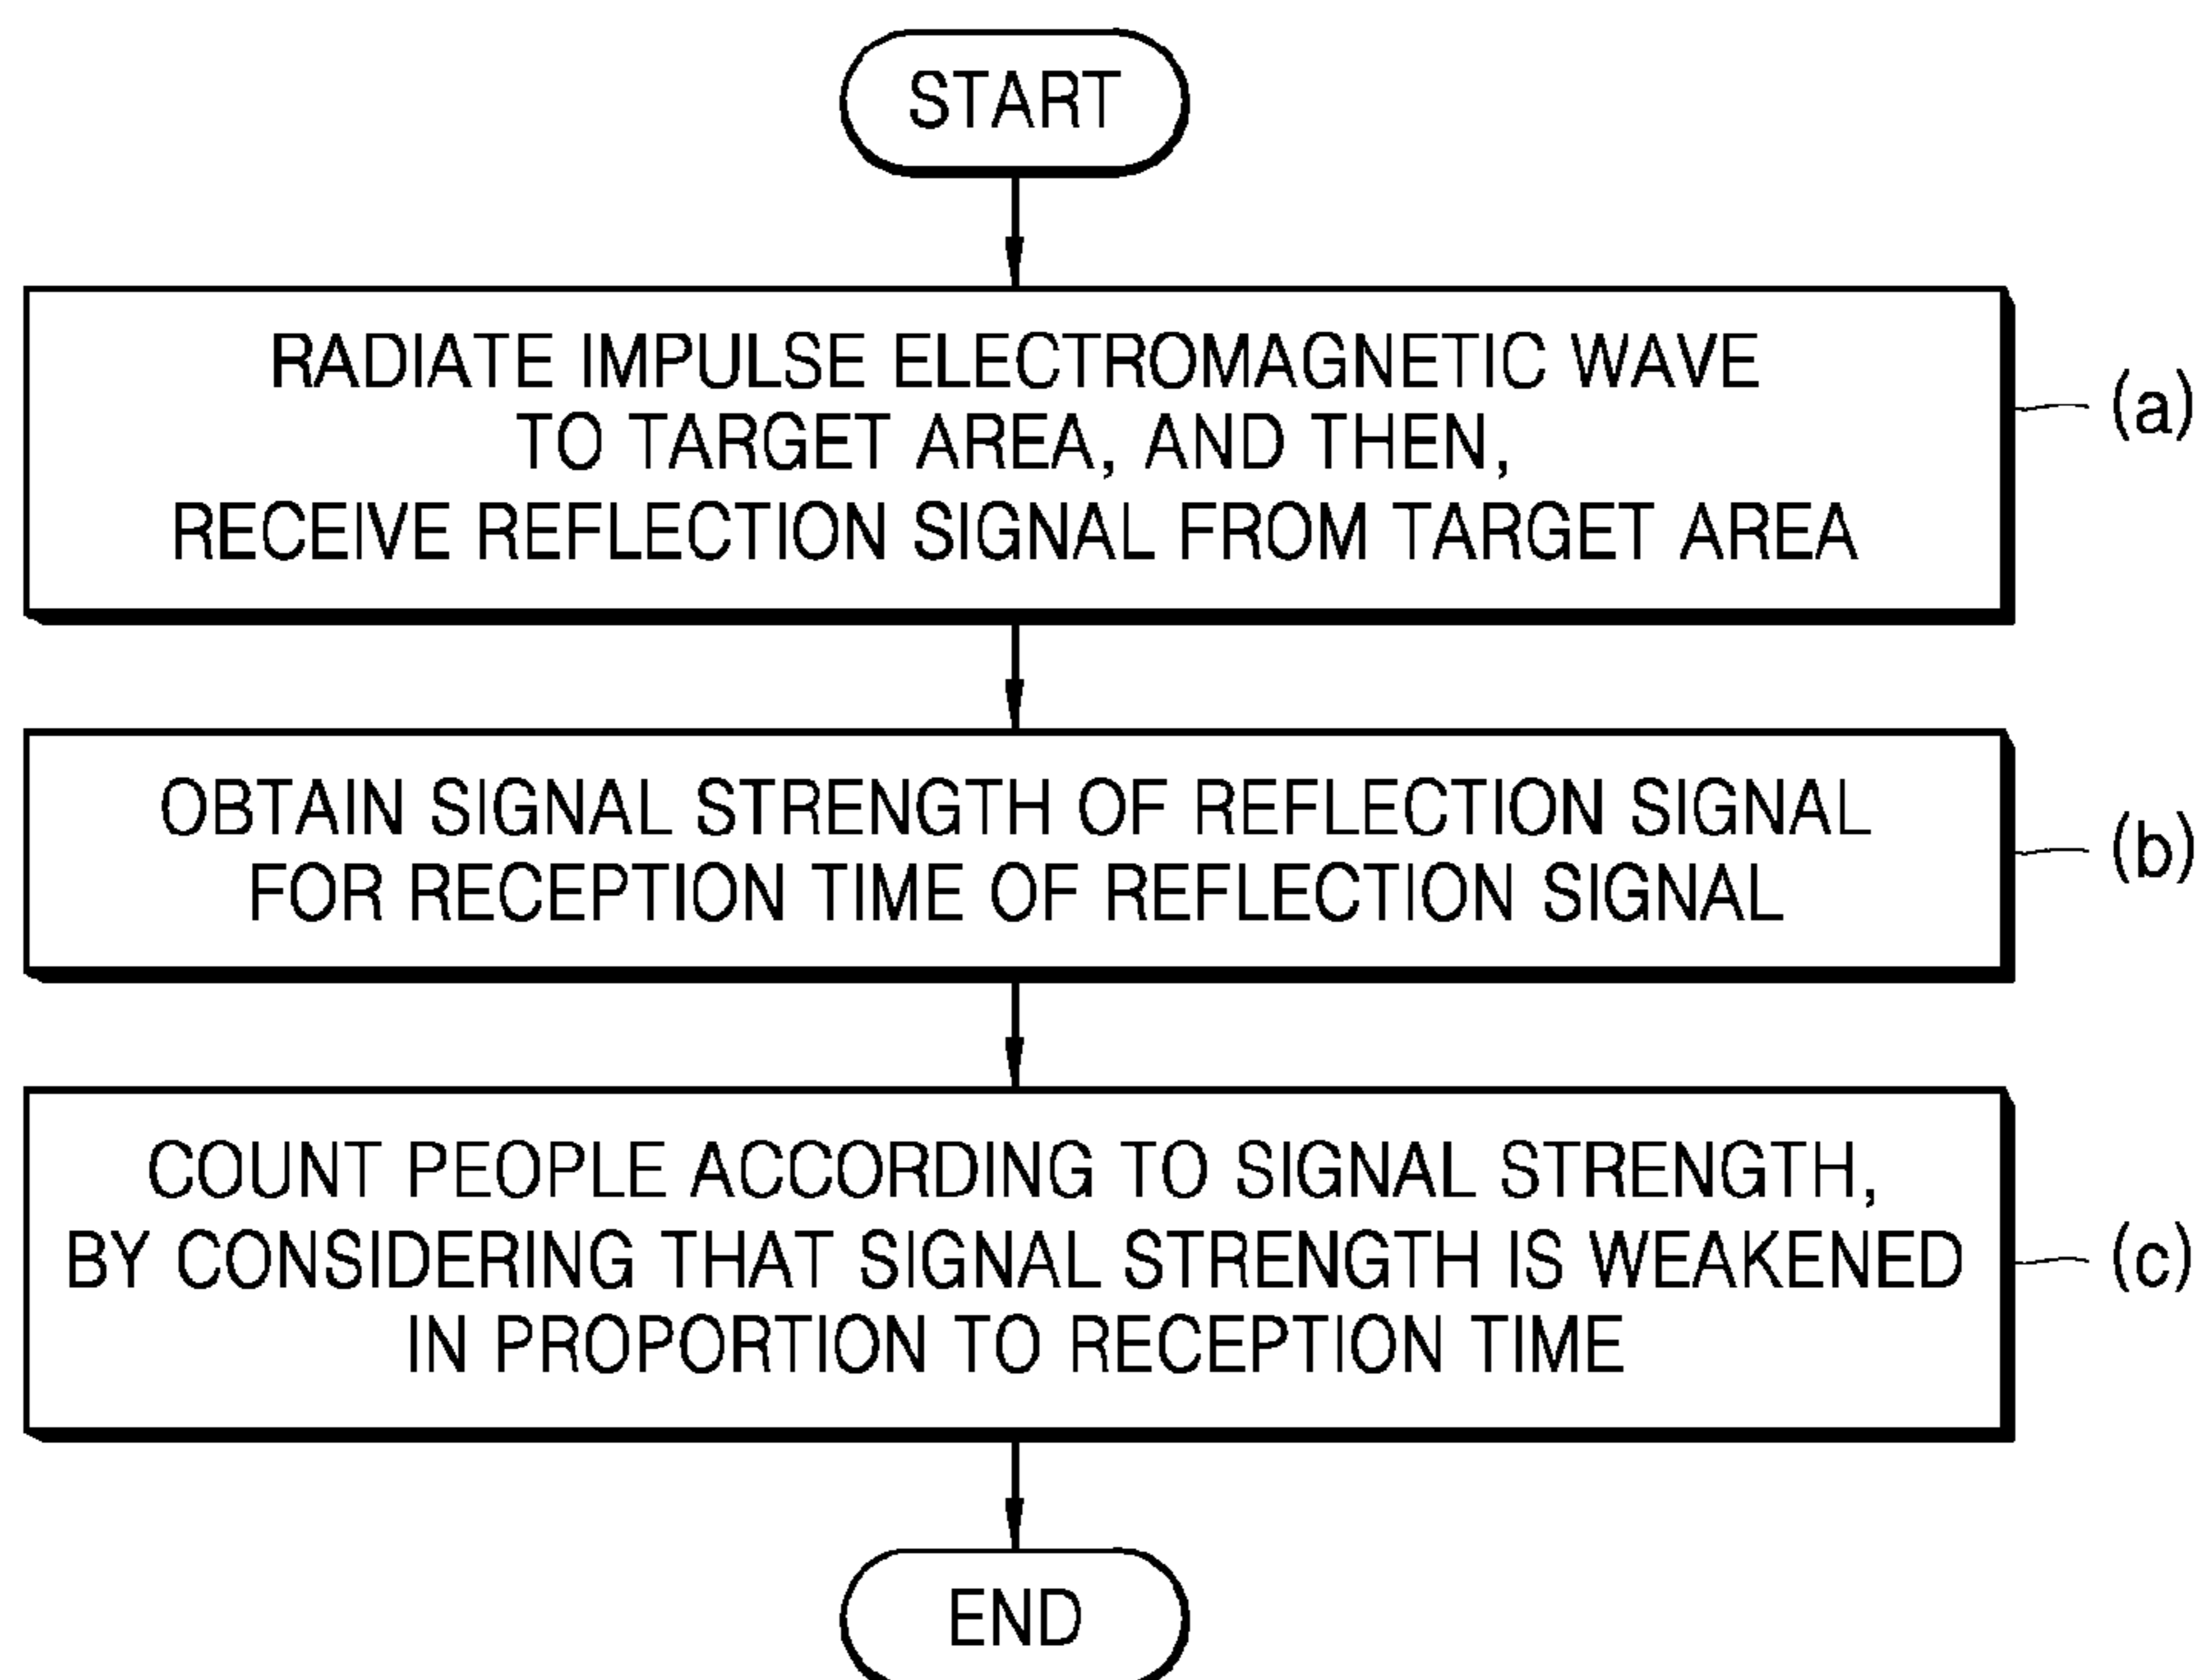 START
RADIATE IMPULSE ELECTROMAGNETIC WAVE
TO TARGET AREA, AND THEN,
RECEIVE REFLECTION SIGNAL FROM TARGET AREA
(a)
OBTAIN SIGNAL STRENGTH OF REFLECTION SIGNAL
FOR RECEPTION TIME OF REFLECTION SIGNAL
(b)
COUNT PEOPLE ACCORDING TO SIGNAL STRENGTH,
BY CONSIDERING THAT SIGNAL STRENGTH IS WEAKENED
IN PROPORTION TO RECEPTION TIME
(c)
END